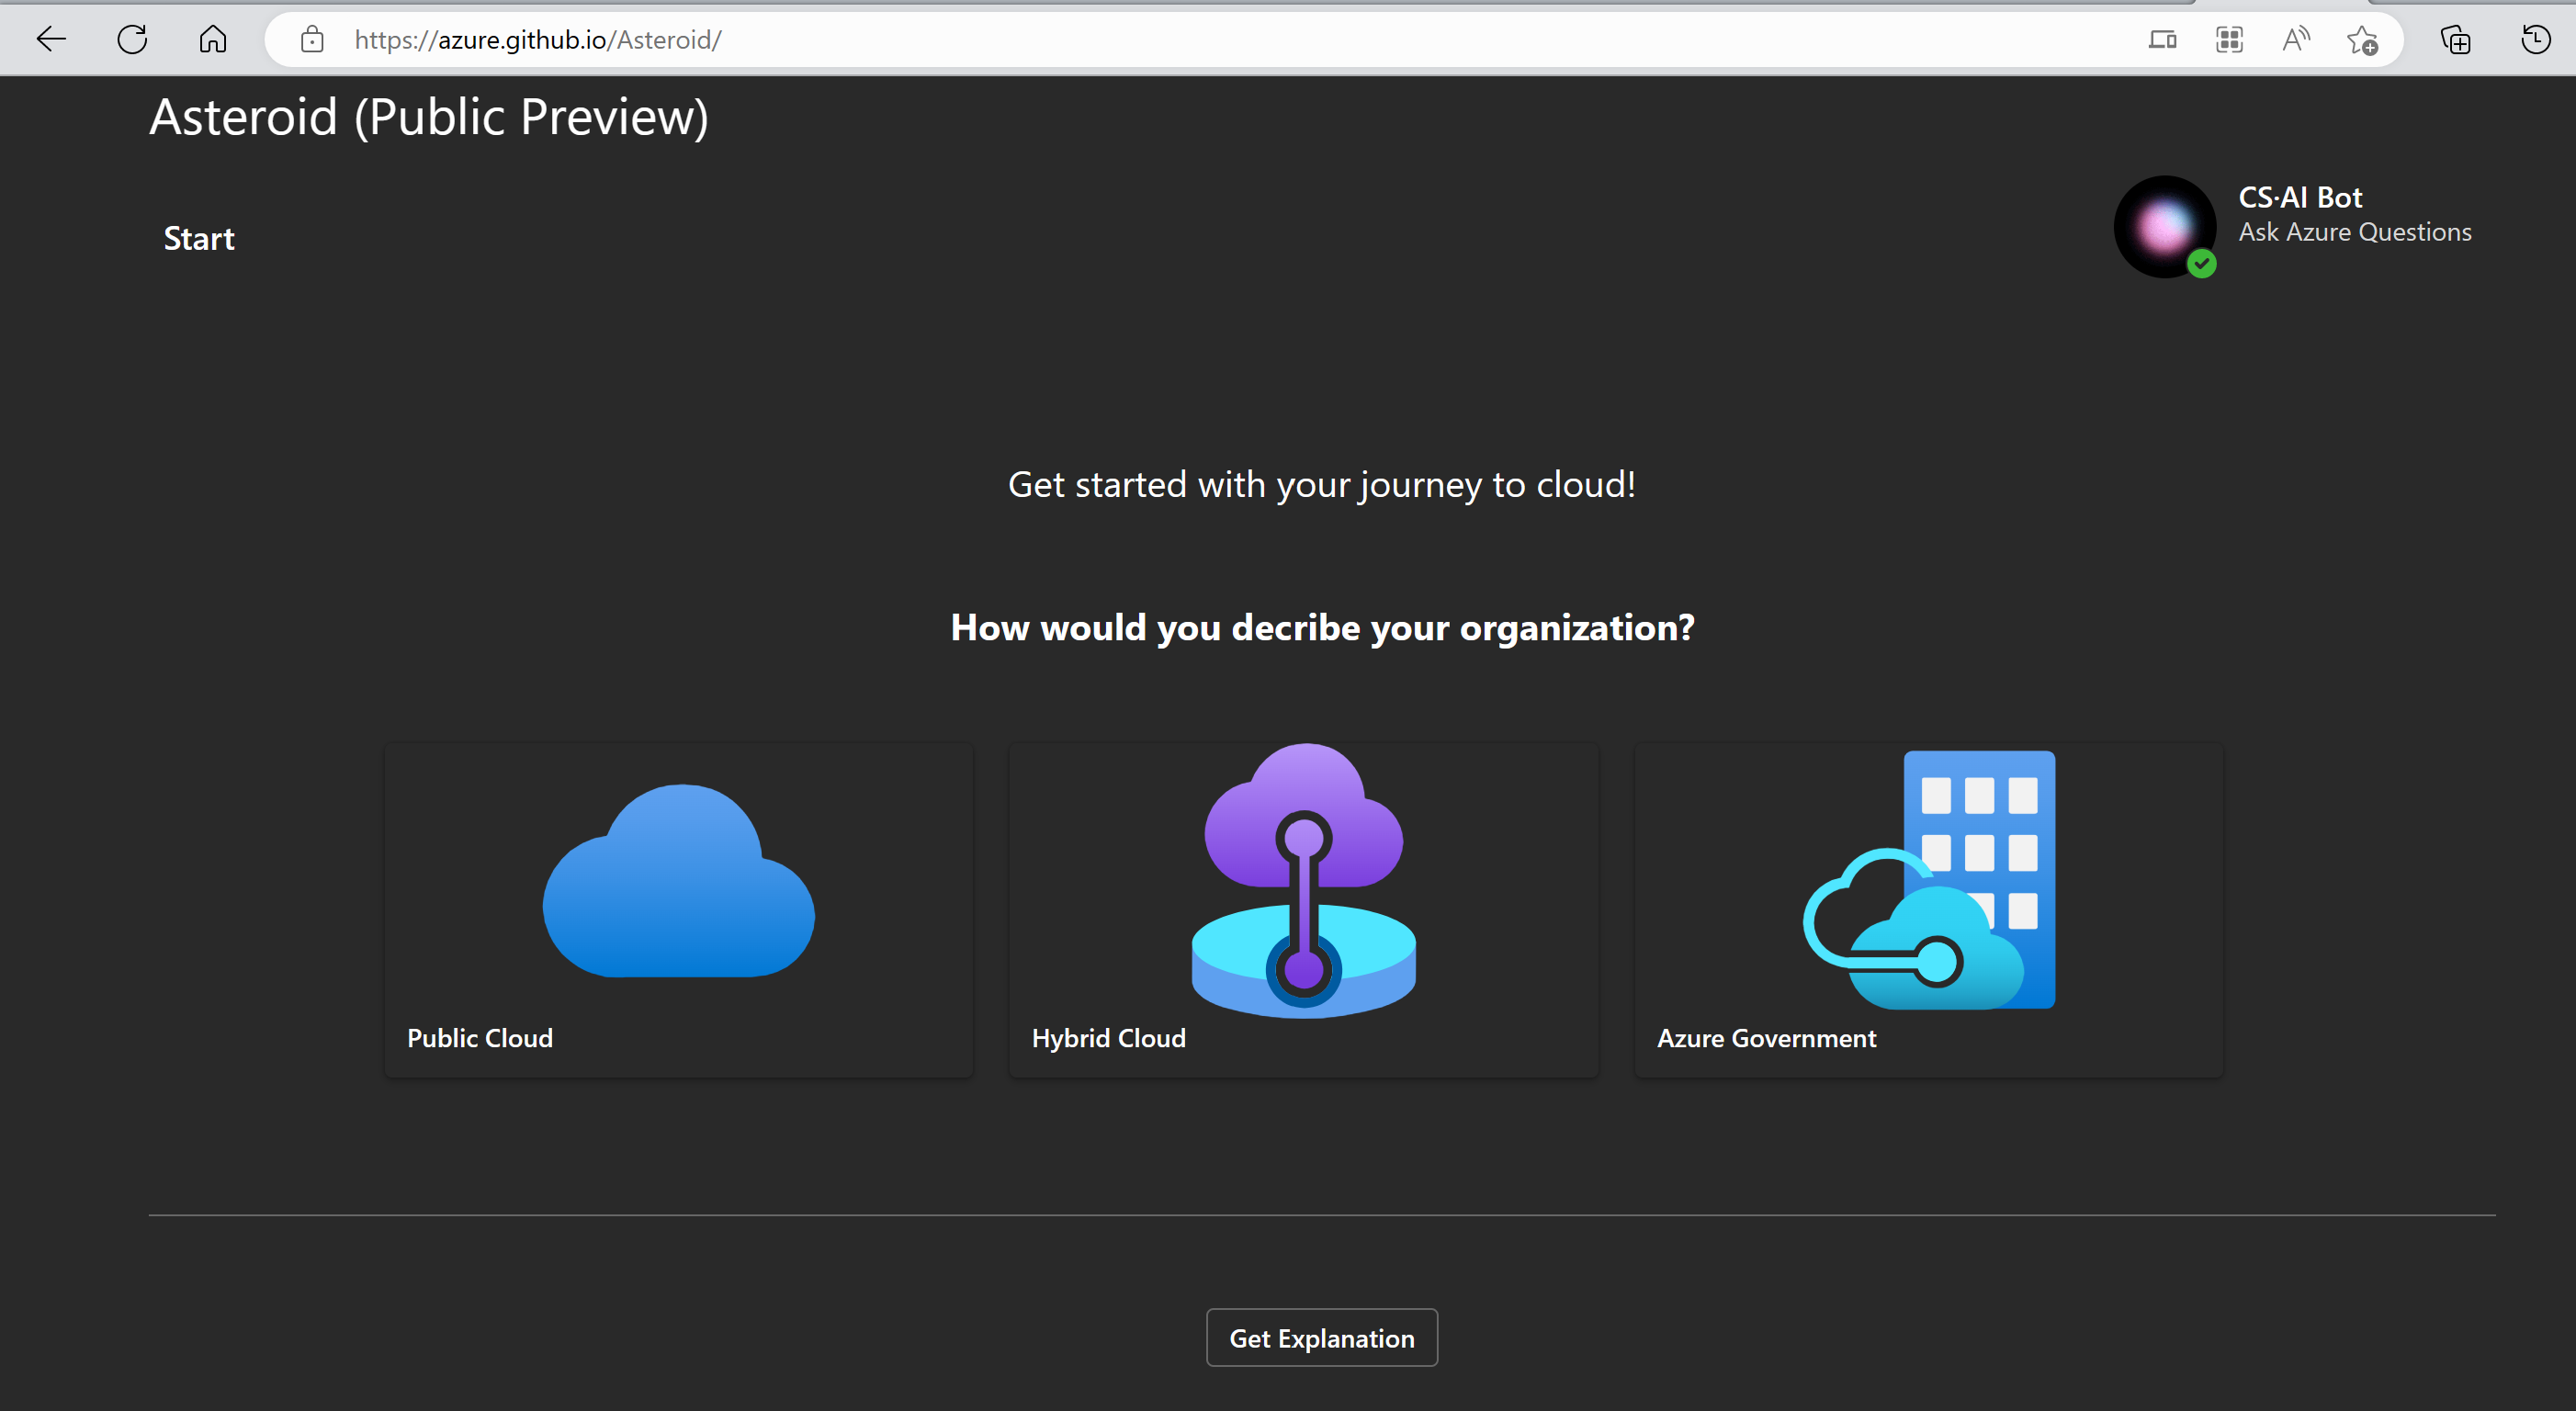 https://azure.github.io/Asteroid/
Asteroid (Public Preview)
CS·AI Bot
Ask Azure Questions
Start
Get started with your journey to cloud!
How would you decribe your organization?
Public Cloud
Hybrid Cloud
Azure Government
Get Explanation